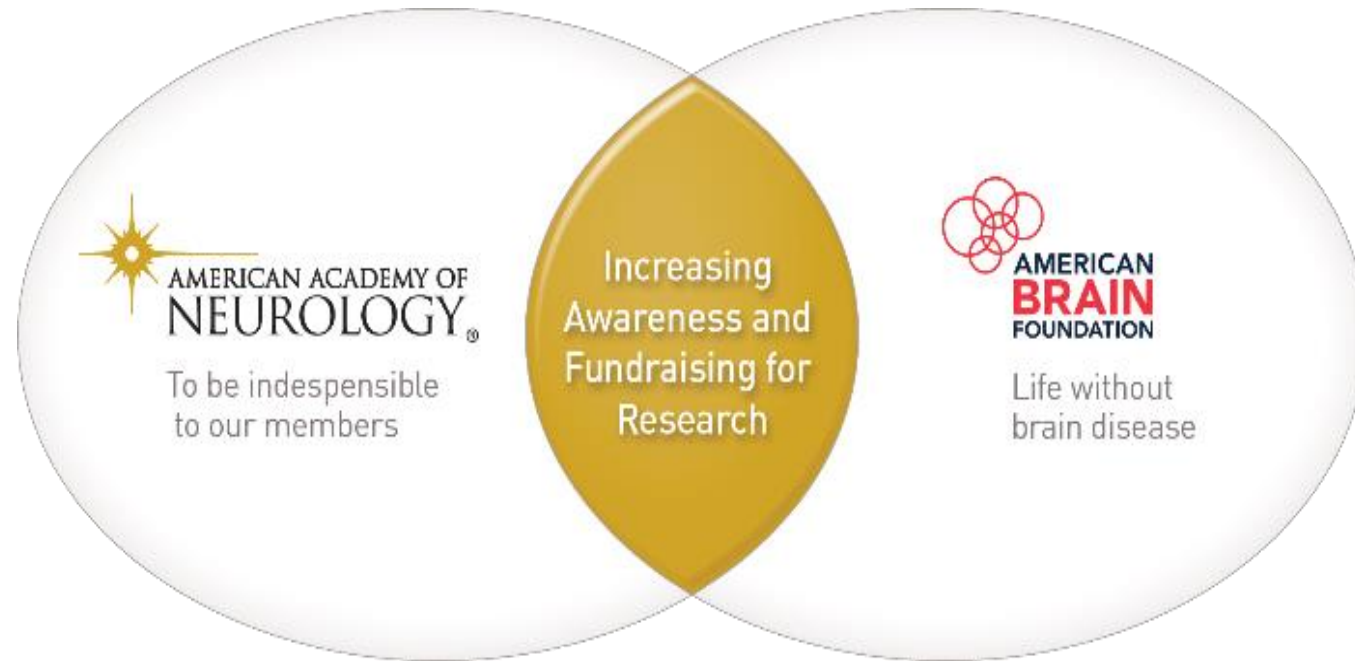 AMERICAN ACADEMY OF
NEUROLOGY®
To be indespensible
to our members
Increasing
Awareness and
Fundraising for
Research
AMERICAN
BRAIN
FOUNDATION
Life without
brain disease